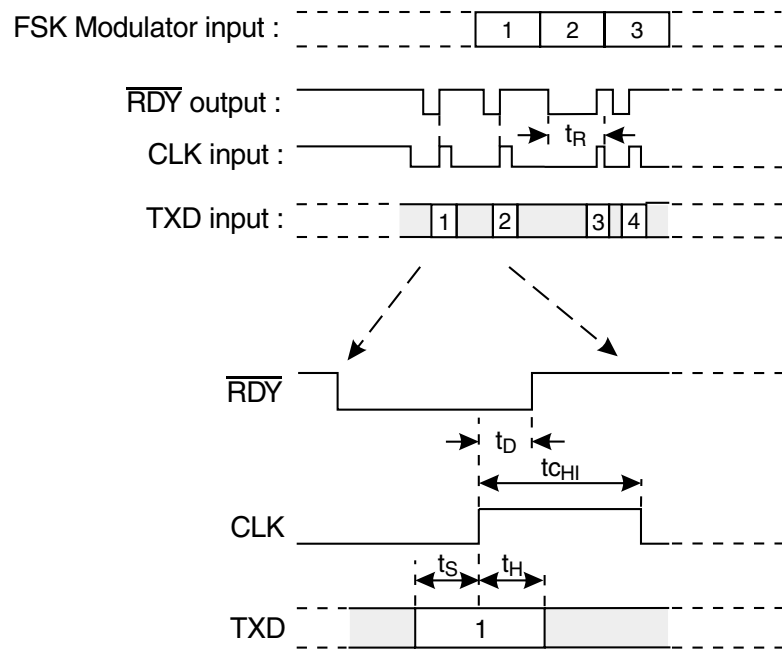 FSK Modulator input : 1 2 3
RDY output :
tR
CLK input :
TXD input : 1 2 3 4
RDY
tD
tcHI
CLK
tS tH
TXD 1